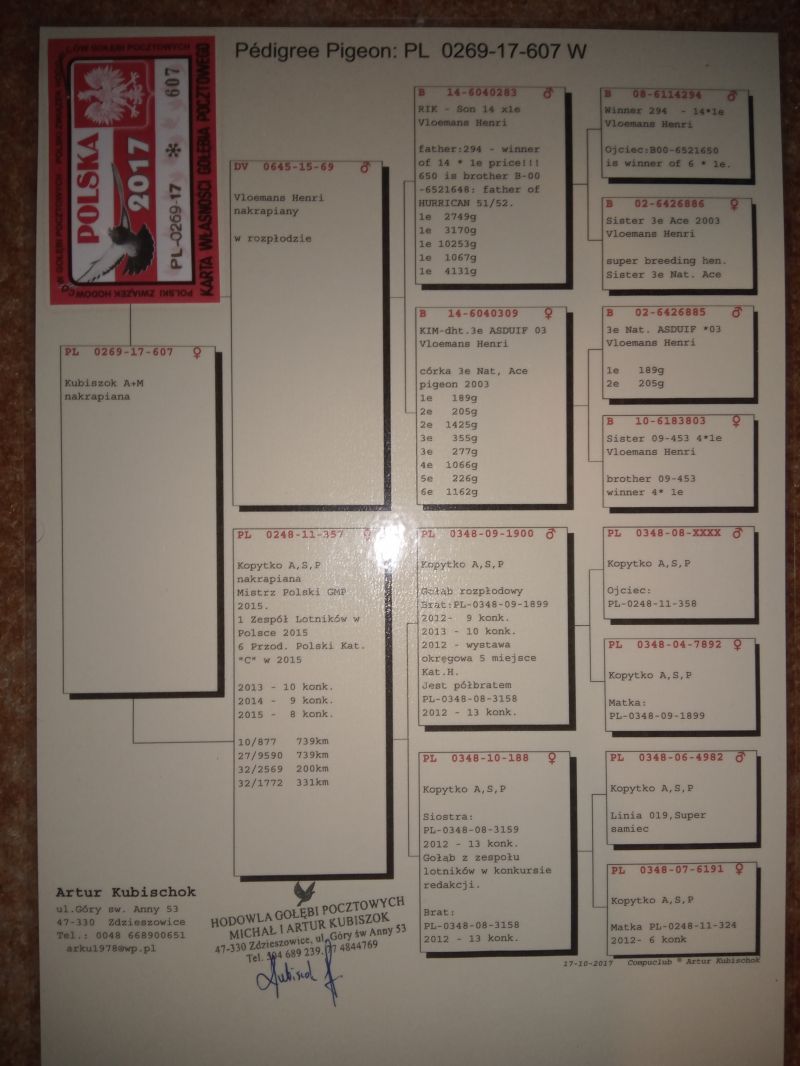 Pédigree Pigeon: PL 0269-17-607 W
POLSKA
2017
PL-0269-17 * 607
KARTA WŁASNOŚCI GOŁĘBIA POCZTOWEGO
PL 0269-17-607 ♀
Kubiszok A+M
nakrapiana
DV 0645-15-69 ♂
Vloemans Henri
nakrapiany
w rozpłodzie
PL 0248-11-357 ♀
Kopytko A,S,P
nakrapiana
Mistrz Polski GMP
2015.
1 Zespół Lotników w
Polsce 2015
6 Przod. Polski Kat.
"C" w 2015
2013 - 10 konk.
2014 - 9 konk.
2015 - 8 konk.
10/877 739km
27/9590 739km
32/2569 200km
32/1772 331km
B 14-6040283 ♂
RIK - Son 14 x1e
Vloemans Henri
father:294 - winner
of 14 * 1e price!!!
650 is brother B-00
-6521648: father of
HURRICAN 51/52.
1e 2749g
1e 3170g
1e 10253g
1e 1067g
1e 4131g
B 14-6040309 ♀
KIM-dht.3e ASDUIF 03
Vloemans Henri
córka 3e Nat, Ace
pigeon 2003
1e 189g
2e 205g
2e 1425g
3e 355g
3e 277g
4e 1066g
5e 226g
6e 1162g
PL 0348-09-1900 ♂
Kopytko A,S,P
Gołąb rozpłodowy
Brat:PL-0348-09-1899
2012- 9 konk.
2013 - 10 konk.
2012 - wystawa
okręgowa 5 miejsce
Kat.H.
Jest półbratem
PL-0348-08-3158
2012 - 13 konk.
PL 0348-10-188 ♀
Kopytko A,S,P
Siostra:
PL-0348-08-3159
2012 - 13 konk.
Gołąb z zespołu
lotników w konkursie
redakcji.
Brat:
PL-0348-08-3158
2012 - 13 konk.
B 08-6114294 ♂
Winner 294 - 14*1e
Vloemans Henri
Ojciec:B00-6521650
is winner of 6 * 1e.
B 02-6426886 ♀
Sister 3e Ace 2003
Vloemans Henri
super breeding hen.
Sister 3e Nat. Ace
B 02-6426885 ♂
3e Nat. ASDUIF *03
Vloemans Henri
1e 189g
2e 205g
B 10-6183803 ♀
Sister 09-453 4*1e
Vloemans Henri
brother 09-453
winner 4* 1e
PL 0348-08-XXXX ♂
Kopytko A,S,P
Ojciec:
PL-0248-11-358
PL 0348-04-7892 ♀
Kopytko A,S,P
Matka:
PL-0348-09-1899
PL 0348-06-4982 ♂
Kopytko A,S,P
Linia 019,Super
samiec
PL 0348-07-6191 ♀
Kopytko A,S,P
Matka PL-0248-11-324
2012- 6 konk
Artur Kubischok
ul.Góry sw. Anny 53
47-330 Zdzieszowice
Tel.: 0048 668900651
arku1978@wp.pl
HODOWLA GOŁĘBI POCZTOWYCH
MICHAŁ I ARTUR KUBISZOK
47-330 Zdzieszowice, ul. Góry św Anny 53
Tel. 689 239, 4844769
17-10-2017 Compuclub ® Artur Kubischok